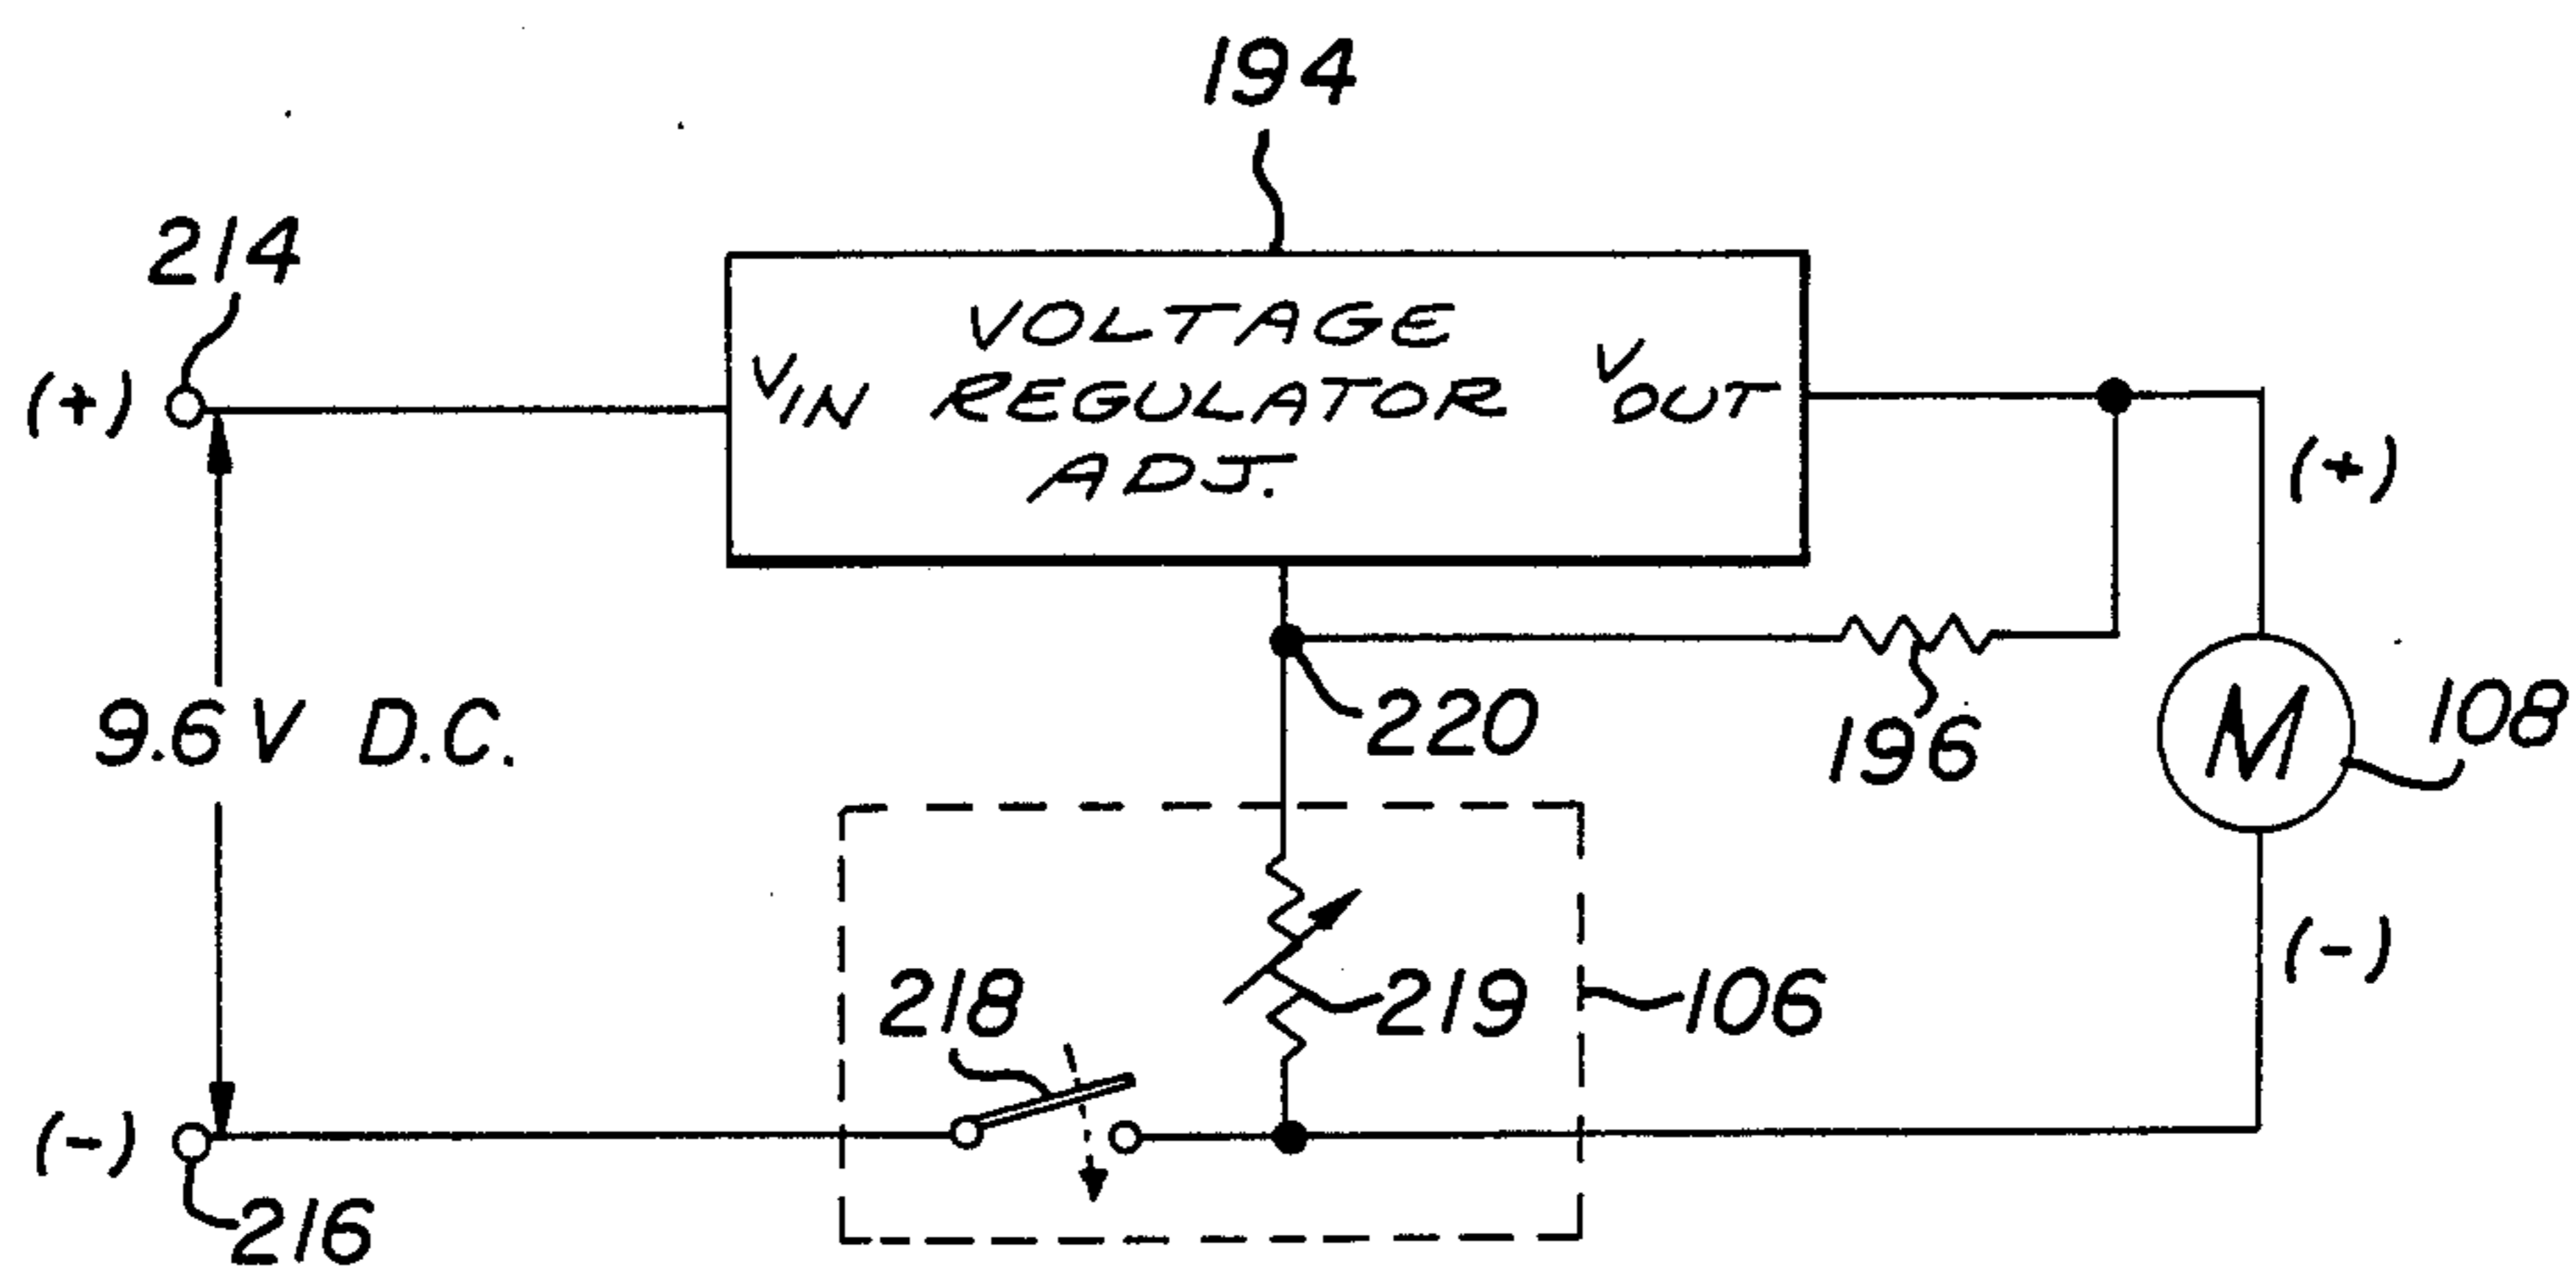 194
214
(+)
VOLTAGE
VIN REGULATOR VOUT
ADJ.
(+)
9.6 V D.C.
220
196
M
108
(-)
218
219
106
(-)
216